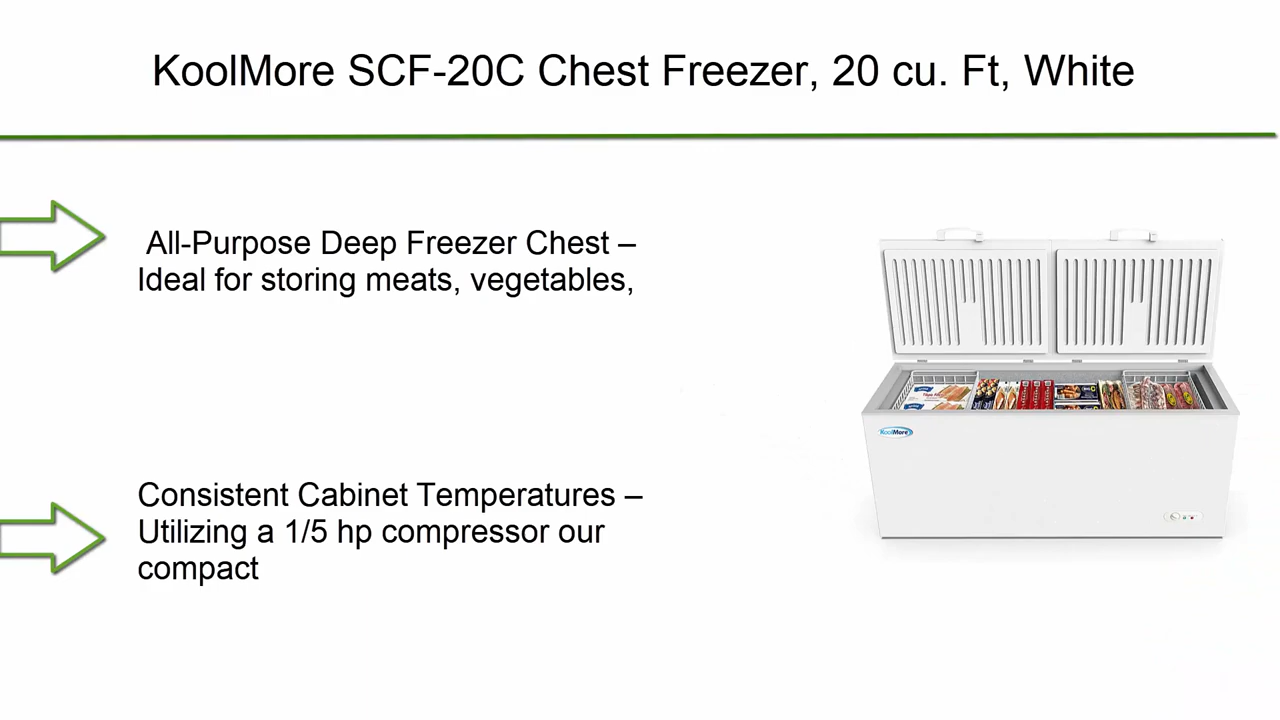 KoolMore SCF-20C Chest Freezer, 20 cu. Ft, White
All-Purpose Deep Freezer Chest –
Ideal for storing meats, vegetables,
Consistent Cabinet Temperatures –
Utilizing a 1/5 hp compressor our
compact
KoolMore